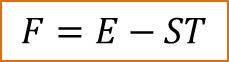 F = E − ST